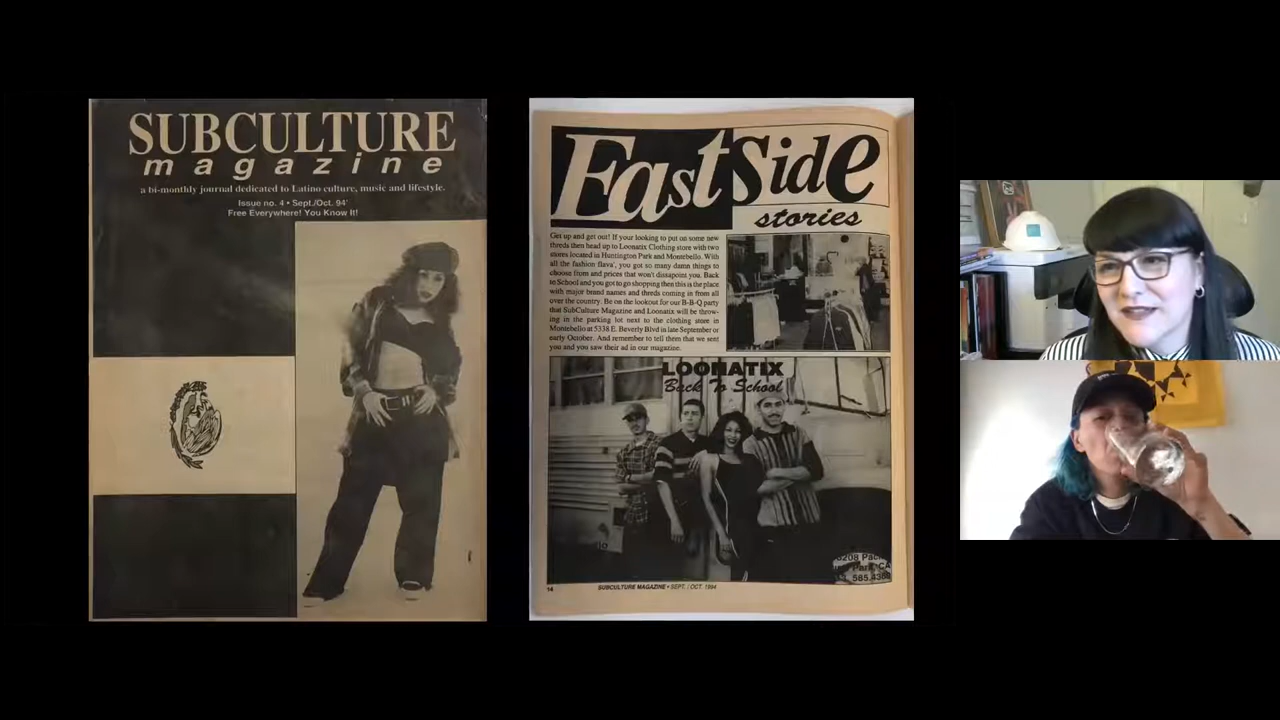 SUBCULTURE
magazine
a bi-monthly journal dedicated to Latino culture, music and lifestyle.
Issue no. 4 • Sept./Oct. 94'
Free Everywhere! You Know It!
East Side
stories
Get up and get out! If your looking to put on some new
threds then head up to Loonatix Clothing store with two
stores located in Huntington Park and Montebello. With
all the fashion flava', you got so many damn things to
choose from and prices that won't dissapoint you. Back
to School and you got to go shopping then this is the place
with major brand names and threds coming in from all
over the country. Be on the lookout for our B-B-Q party
that SubCulture Magazine and Loonatix will be throw-
ing in the parking lot next to the clothing store in
Montebello at 5338 E. Beverly Blvd in late September or
early October. And remember to tell them that we sent
you and you saw their ad in our magazine.
LOONATIX
Back To School
Park, CA
14 SUBCULTURE MAGAZINE • SEPT. / OCT. 1994